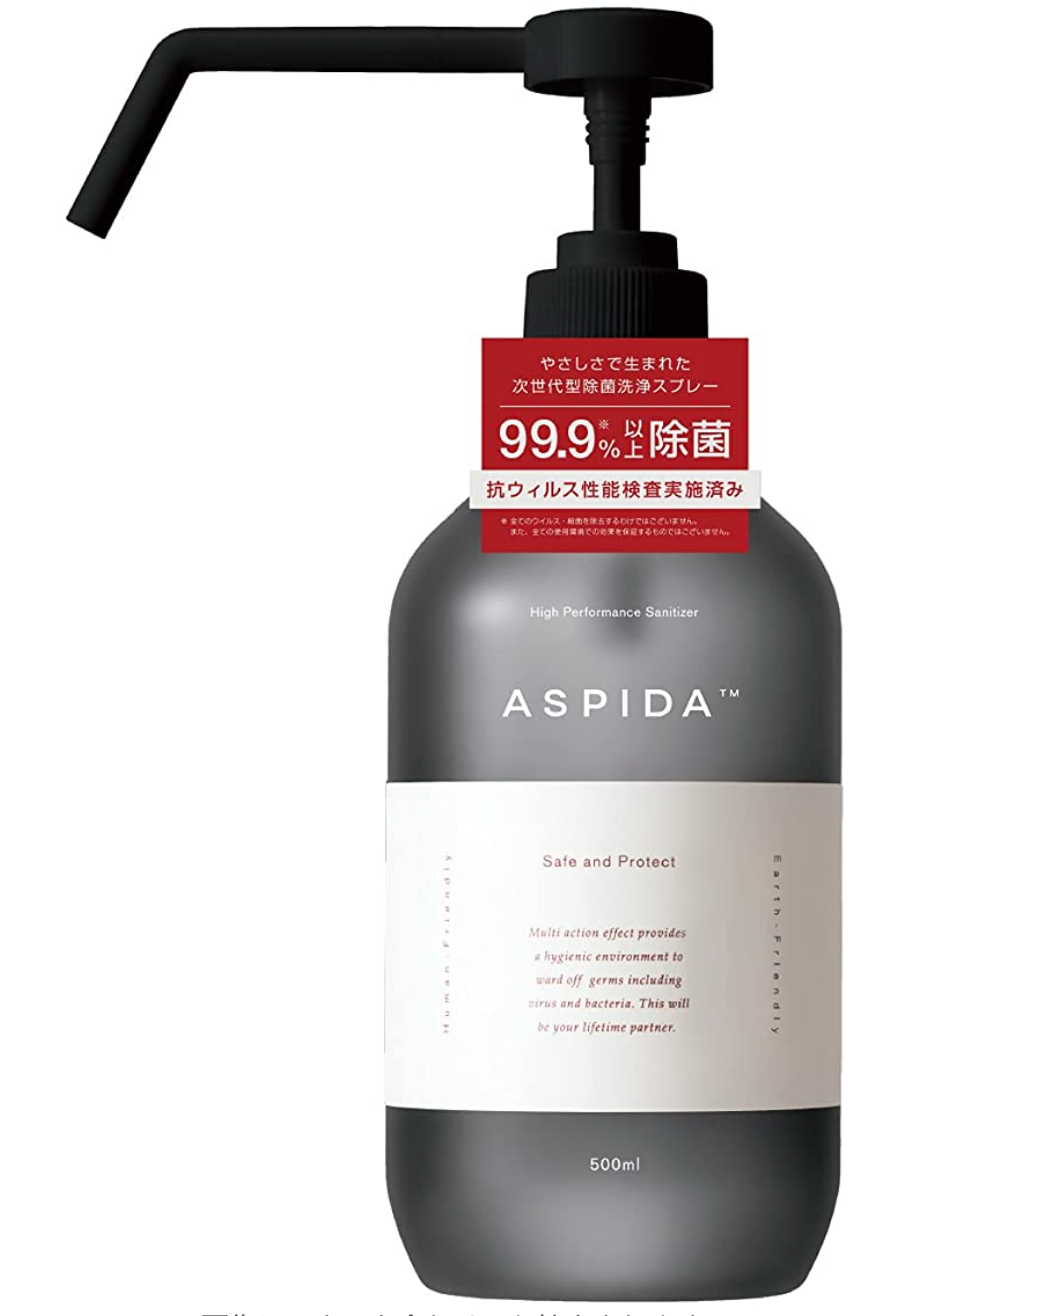 やさしさで生まれた
次世代型除菌洗浄スプレー
99.9※%以上除菌
抗ウィルス性能検査実施済み
※ 全てのウイルス・細菌を除去するわけではございません。
また、全ての使用環境での効果を保証するものではございません。
High Performance Sanitizer
ASPIDA™
Safe and Protect
Human-Friendly
Earth-Friendly
Multi action effect provides
a hygienic environment to
ward off germs including
virus and bacteria. This will
be your lifetime partner.
500ml